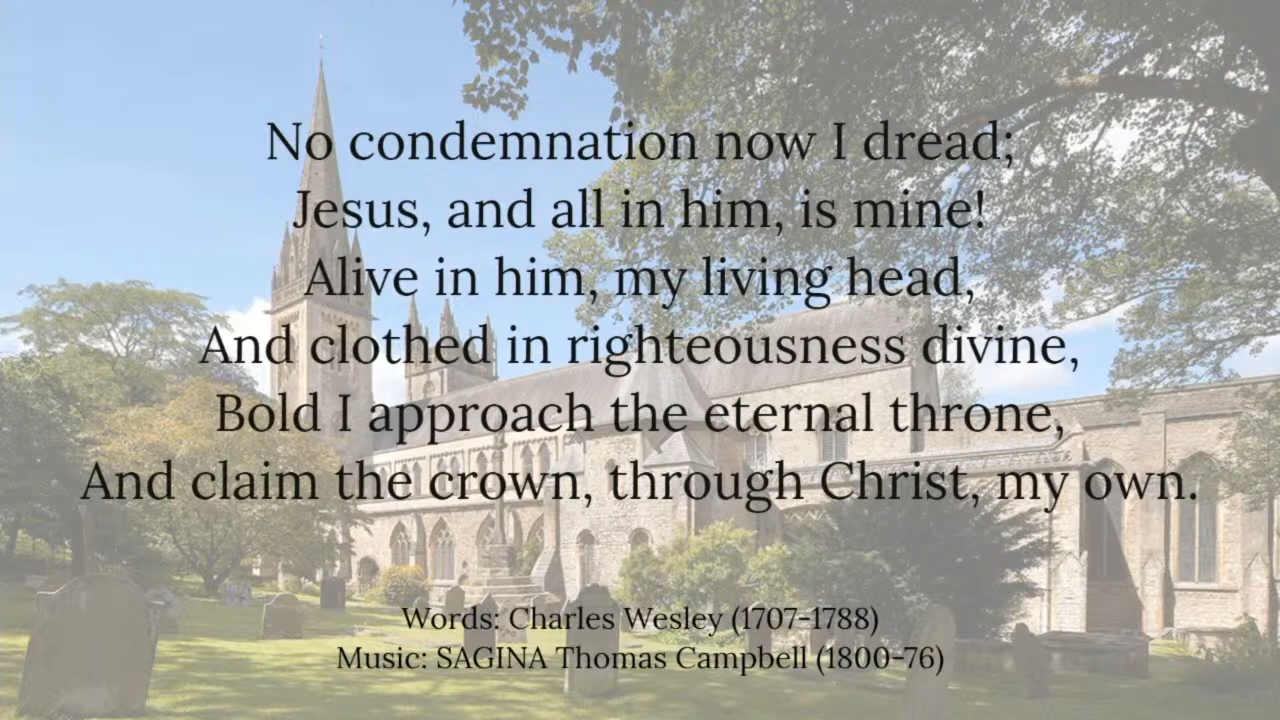 No condemnation now I dread;
Jesus, and all in him, is mine!
Alive in him, my living head,
And clothed in righteousness divine,
Bold I approach the eternal throne,
And claim the crown, through Christ, my own.
Words: Charles Wesley (1707-1788)
Music: SAGINA Thomas Campbell (1800-76)